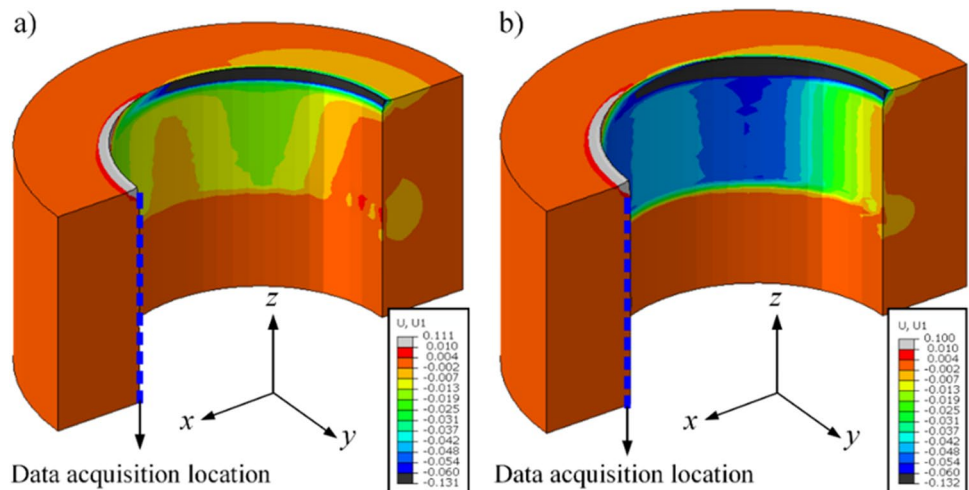 a)
z
x
y
U, U1
0.111
0.010
0.004
-0.002
-0.007
-0.013
-0.019
-0.025
-0.031
-0.037
-0.042
-0.048
-0.054
-0.060
-0.131
Data acquisition location
b)
z
x
y
U, U1
0.100
0.010
0.004
-0.002
-0.007
-0.013
-0.019
-0.025
-0.031
-0.037
-0.042
-0.048
-0.054
-0.060
-0.132
Data acquisition location